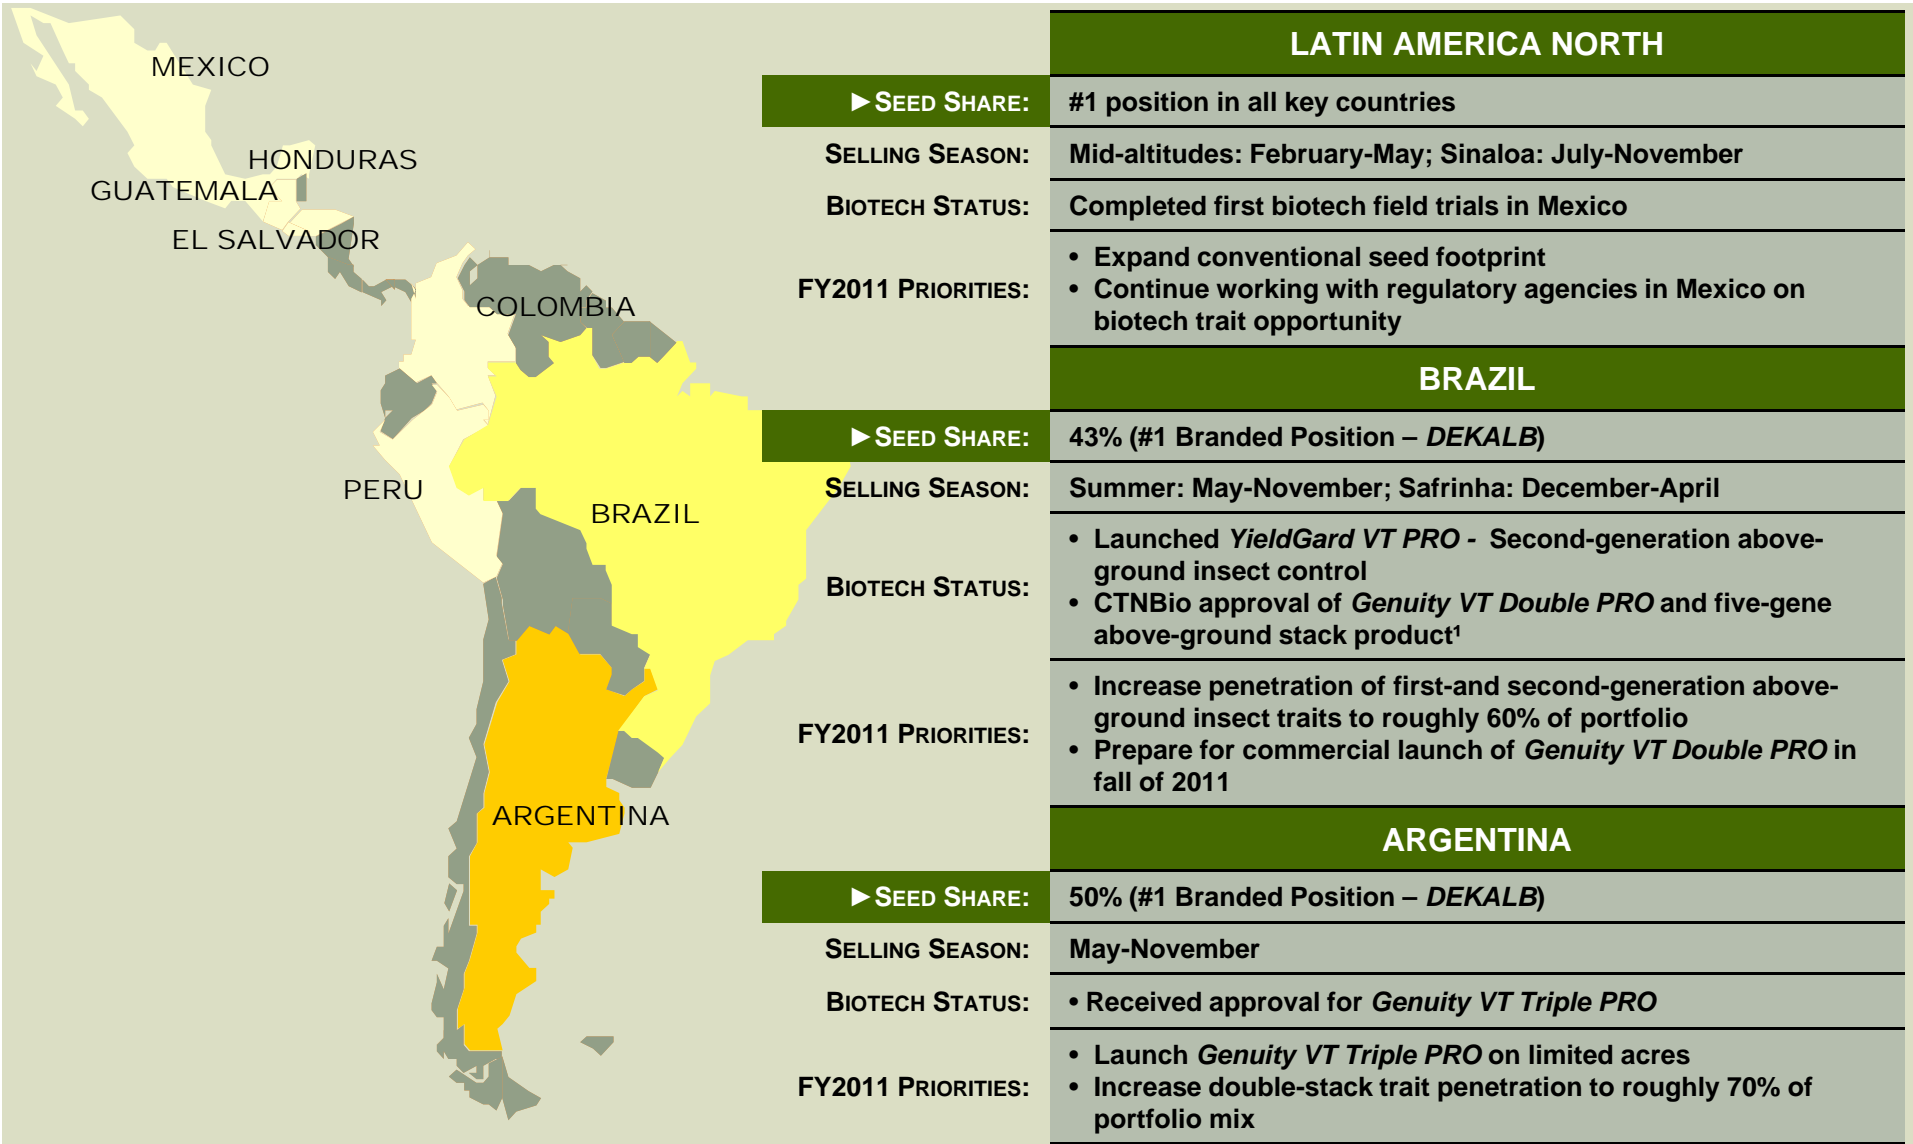 MEXICO
HONDURAS
GUATEMALA
EL SALVADOR
COLOMBIA
PERU
BRAZIL
ARGENTINA
LATIN AMERICA NORTH
►SEED SHARE:
#1 position in all key countries
SELLING SEASON:
Mid-altitudes: February-May; Sinaloa: July-November
BIOTECH STATUS:
Completed first biotech field trials in Mexico
FY2011 PRIORITIES:
• Expand conventional seed footprint
• Continue working with regulatory agencies in Mexico on
biotech trait opportunity
BRAZIL
►SEED SHARE:
43% (#1 Branded Position – DEKALB)
SELLING SEASON:
Summer: May-November; Safrinha: December-April
BIOTECH STATUS:
• Launched YieldGard VT PRO - Second-generation above-
ground insect control
• CTNBio approval of Genuity VT Double PRO and five-gene
above-ground stack product¹
FY2011 PRIORITIES:
• Increase penetration of first-and second-generation above-
ground insect traits to roughly 60% of portfolio
• Prepare for commercial launch of Genuity VT Double PRO in
fall of 2011
ARGENTINA
►SEED SHARE:
50% (#1 Branded Position – DEKALB)
SELLING SEASON:
May-November
BIOTECH STATUS:
• Received approval for Genuity VT Triple PRO
FY2011 PRIORITIES:
• Launch Genuity VT Triple PRO on limited acres
• Increase double-stack trait penetration to roughly 70% of
portfolio mix